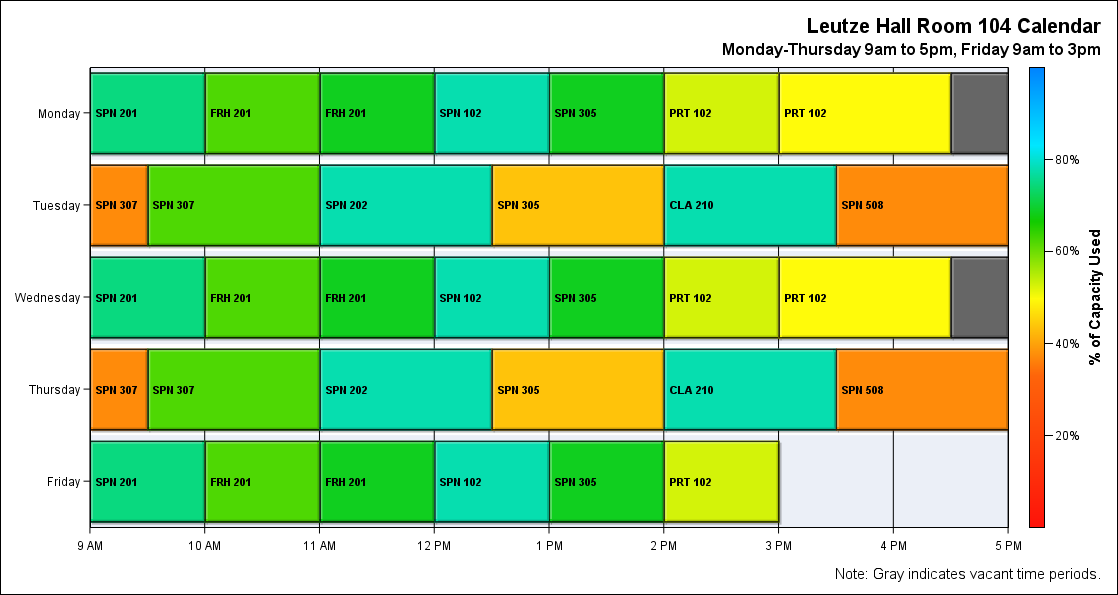 Leutze Hall Room 104 Calendar
Monday-Thursday 9am to 5pm, Friday 9am to 3pm
Monday SPN 201 FRH 201 FRH 201 SPN 102 SPN 305 PRT 102 PRT 102
Tuesday SPN 307 SPN 307 SPN 202 SPN 305 CLA 210 SPN 508
Wednesday SPN 201 FRH 201 FRH 201 SPN 102 SPN 305 PRT 102 PRT 102
Thursday SPN 307 SPN 307 SPN 202 SPN 305 CLA 210 SPN 508
Friday SPN 201 FRH 201 FRH 201 SPN 102 SPN 305 PRT 102
9 AM 10 AM 11 AM 12 PM 1 PM 2 PM 3 PM 4 PM 5 PM
80%
60%
40%
20%
% of Capacity Used
Note: Gray indicates vacant time periods.